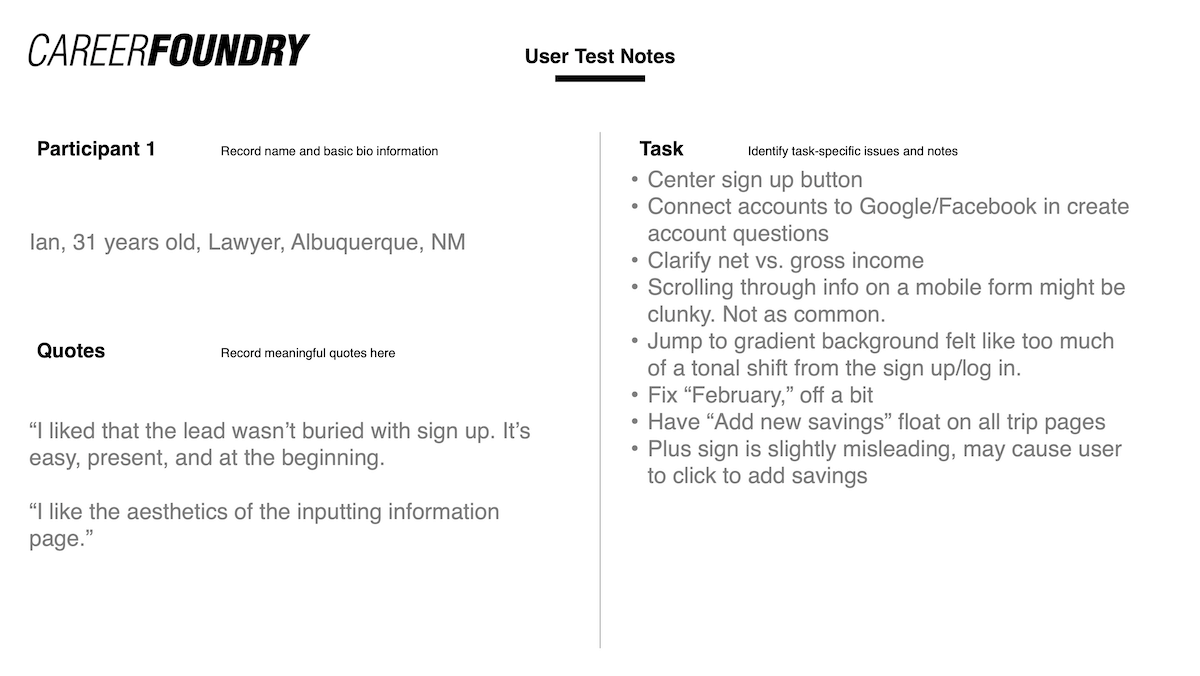 CAREERFOUNDRY
User Test Notes
Participant 1 Record name and basic bio information
Ian, 31 years old, Lawyer, Albuquerque, NM
Quotes Record meaningful quotes here
“I liked that the lead wasn’t buried with sign up. It’s
easy, present, and at the beginning.
“I like the aesthetics of the inputting information
page.”
Task Identify task-specific issues and notes
• Center sign up button
• Connect accounts to Google/Facebook in create
account questions
• Clarify net vs. gross income
• Scrolling through info on a mobile form might be
clunky. Not as common.
• Jump to gradient background felt like too much
of a tonal shift from the sign up/log in.
• Fix “February,” off a bit
• Have “Add new savings” float on all trip pages
• Plus sign is slightly misleading, may cause user
to click to add savings